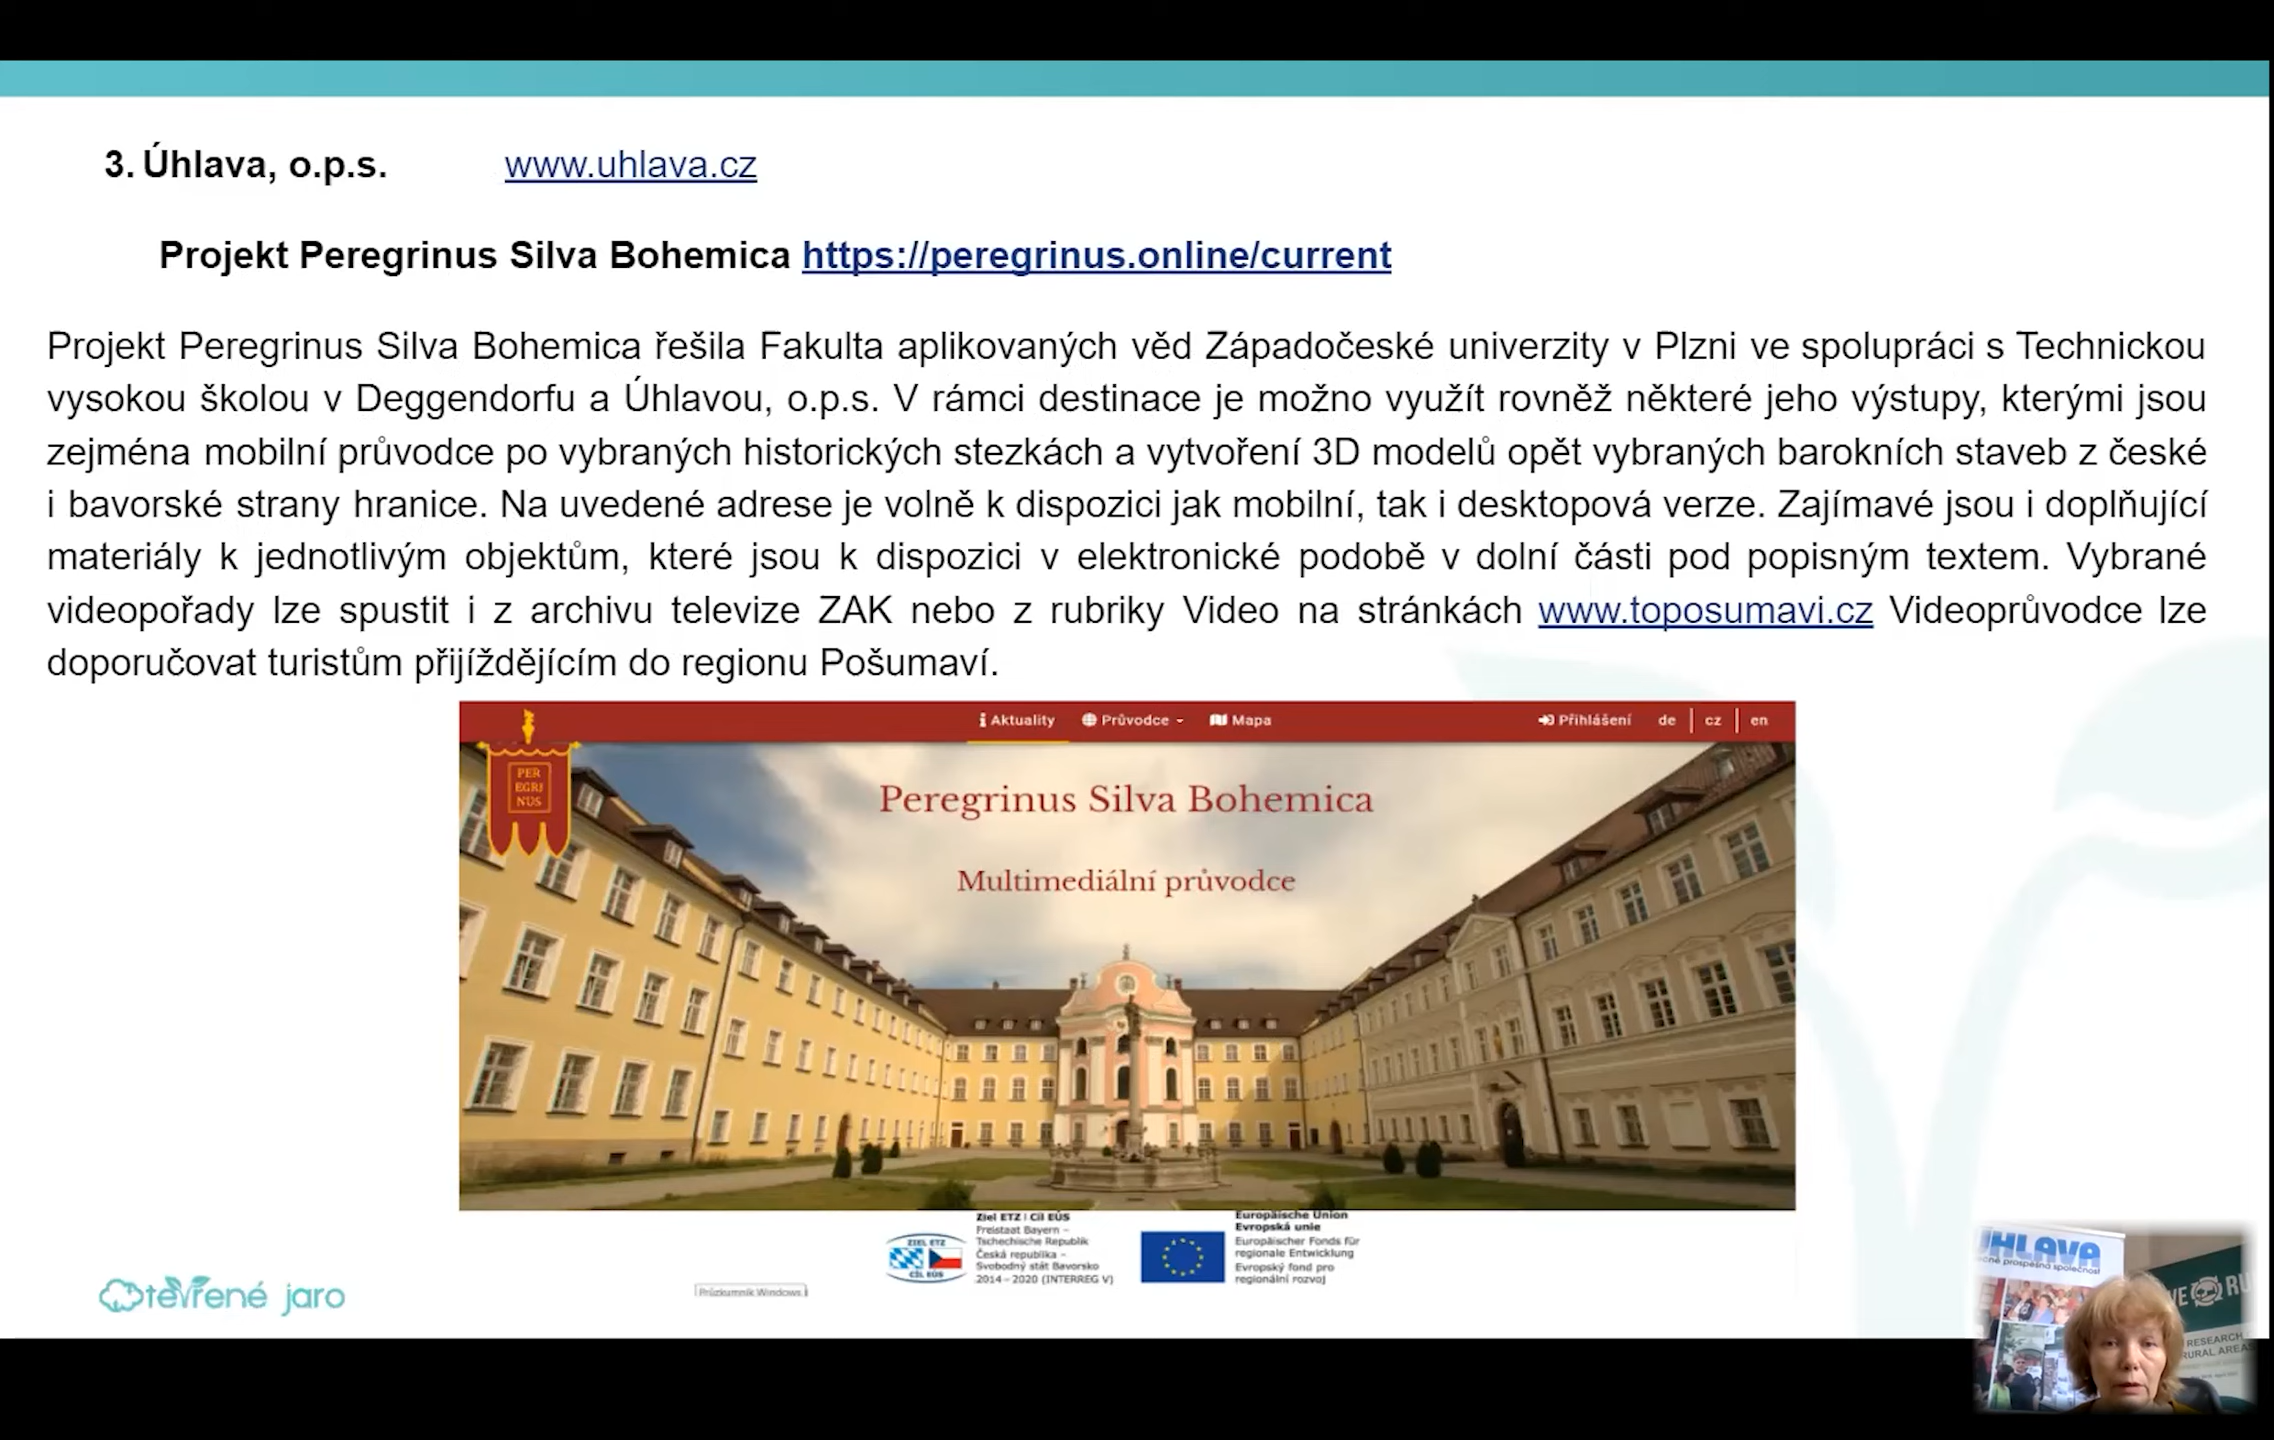 3. Úhlava, o.p.s. www.uhlava.cz
Projekt Peregrinus Silva Bohemica https://peregrinus.online/current
Projekt Peregrinus Silva Bohemica řešila Fakulta aplikovaných věd Západočeské univerzity v Plzni ve spolupráci s Technickou
vysokou školou v Deggendorfu a Úhlavou, o.p.s. V rámci destinace je možno využít rovněž některé jeho výstupy, kterými jsou
zejména mobilní průvodce po vybraných historických stezkách a vytvoření 3D modelů opět vybraných barokních staveb z české
i bavorské strany hranice. Na uvedené adrese je volně k dispozici jak mobilní, tak i desktopová verze. Zajímavé jsou i doplňující
materiály k jednotlivým objektům, které jsou k dispozici v elektronické podobě v dolní části pod popisným textem. Vybrané
videopořady lze spustit i z archivu televize ZAK nebo z rubriky Video na stránkách www.toposumavi.cz Videoprůvodce lze
doporučovat turistům přijíždějícím do regionu Pošumaví.
Aktuality Průvodce Mapa Přihlášení de cz en
PER
EGRI
NUS
Peregrinus Silva Bohemica
Multimediální průvodce
ZIEL ETZ
CÍL EÚS
Ziel ETZ | Cíl EÚS
Freistaat Bayern –
Tschechische Republik
Česká republika –
Svobodný stát Bavorsko
2014 – 2020 (INTERREG V)
Europäische Union
Evropská unie
Europäischer Fonds für
regionale Entwicklung
Evropský fond pro
regionální rozvoj
Průzkumník Windows
Otevřené jaro
ÚHLAVA
prospěšná společnost
RESEARCH
RURAL AREAS